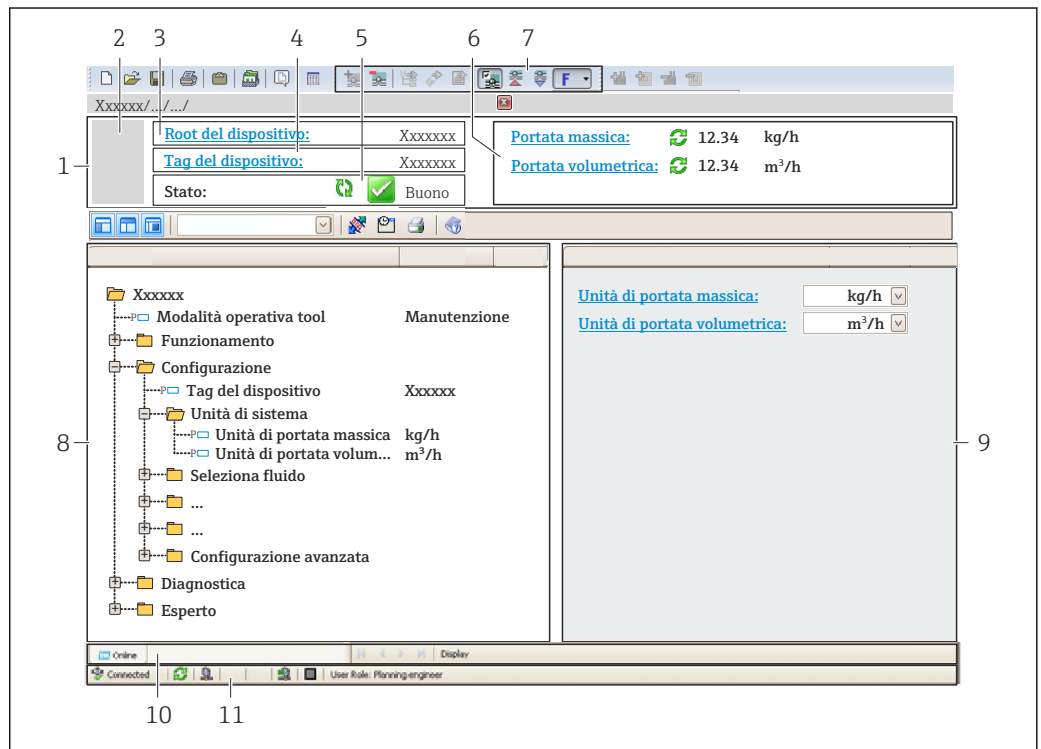 2 3 4 5 6 7
F
Xxxxxx/.../.../
1
Root del dispositivo: Xxxxxxx
Tag del dispositivo: Xxxxxxx
Stato: Buono
Portata massica: 12.34 kg/h
Portata volumetrica: 12.34 m³/h
Xxxxxx
P Modalità operativa tool Manutenzione
Funzionamento
Configurazione
P Tag del dispositivo Xxxxxx
Unità di sistema
P Unità di portata massica kg/h
P Unità di portata volum... m³/h
Seleziona fluido
...
...
Configurazione avanzata
Diagnostica
Esperto
8
Unità di portata massica: kg/h
Unità di portata volumetrica: m³/h
9
Online Display
Connected User Role: Planning engineer
10 11